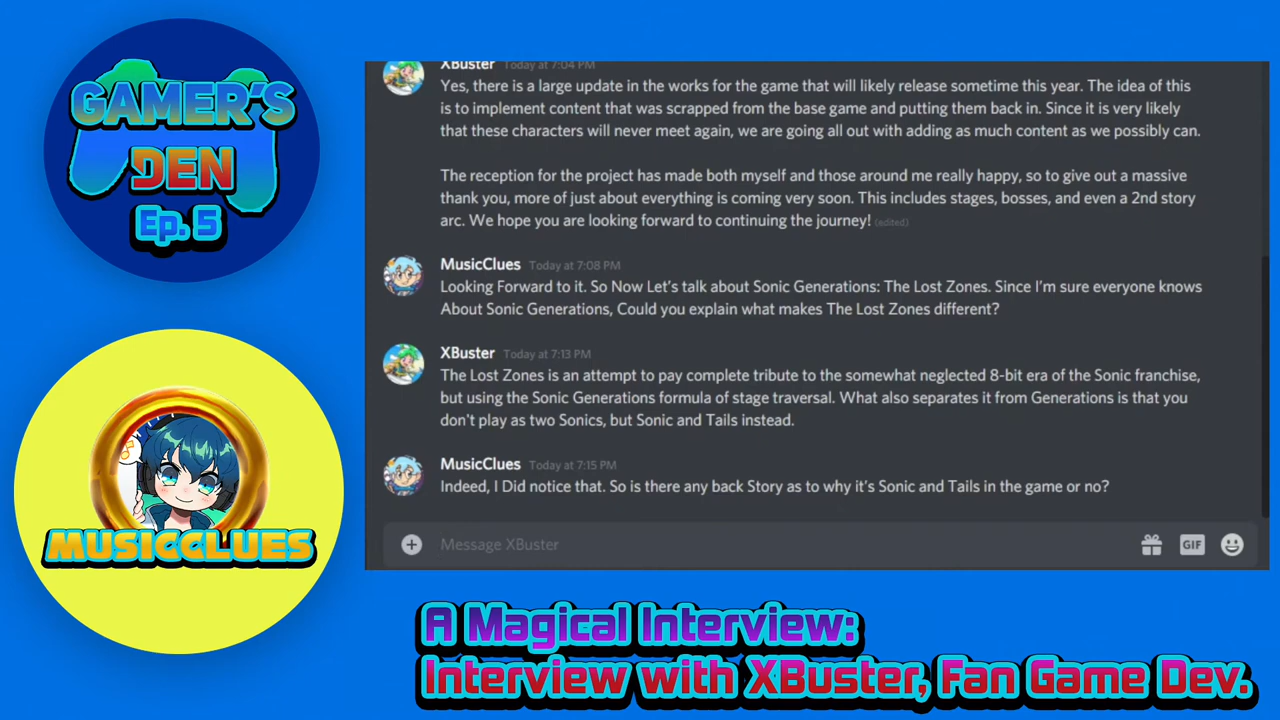 GAMER'S
DEN
Ep. 5
MUSICCLUES
XBuster Today at 7:04 PM
Yes, there is a large update in the works for the game that will likely release sometime this year. The idea of this
is to implement content that was scrapped from the base game and putting them back in. Since it is very likely
that these characters will never meet again, we are going all out with adding as much content as we possibly can.
The reception for the project has made both myself and those around me really happy, so to give out a massive
thank you, more of just about everything is coming very soon. This includes stages, bosses, and even a 2nd story
arc. We hope you are looking forward to continuing the journey! (edited)
MusicClues Today at 7:08 PM
Looking Forward to it. So Now Let's talk about Sonic Generations: The Lost Zones. Since I'm sure everyone knows
About Sonic Generations, Could you explain what makes The Lost Zones different?
XBuster Today at 7:13 PM
The Lost Zones is an attempt to pay complete tribute to the somewhat neglected 8-bit era of the Sonic franchise,
but using the Sonic Generations formula of stage traversal. What also separates it from Generations is that you
don't play as two Sonics, but Sonic and Tails instead.
MusicClues Today at 7:15 PM
Indeed, I Did notice that. So is there any back Story as to why it's Sonic and Tails in the game or no?
Message XBuster
GIF
A Magical Interview:
Interview with XBuster, Fan Game Dev.